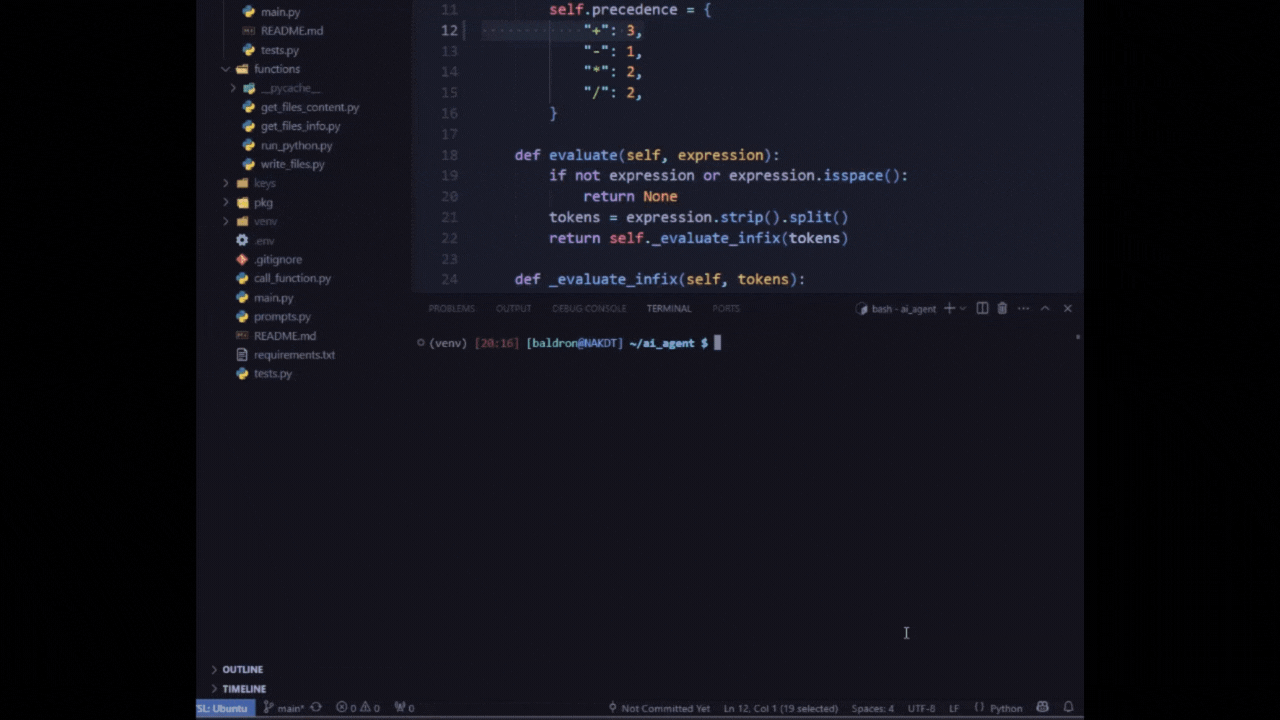 main.py
README.md
tests.py
functions
__pycache__
get_files_content.py
get_files_info.py
run_python.py
write_files.py
keys
pkg
venv
.env
.gitignore
call_function.py
main.py
prompts.py
README.md
requirements.txt
tests.py
OUTLINE
TIMELINE
11 self.precedence = {
12 ············"+": 3,
13 "-": 1,
14 "*": 2,
15 "/": 2,
16 }
17
18 def evaluate(self, expression):
19 if not expression or expression.isspace():
20 return None
21 tokens = expression.strip().split()
22 return self._evaluate_infix(tokens)
23
24 def _evaluate_infix(self, tokens):
PROBLEMS OUTPUT DEBUG CONSOLE TERMINAL PORTS bash - ai_agent
(venv) [20:16] [baldron@NAKDT] ~/ai_agent $
SL: Ubuntu main* 0 0 0 Not Committed Yet Ln 12, Col 1 (19 selected) Spaces: 4 UTF-8 LF {} Python